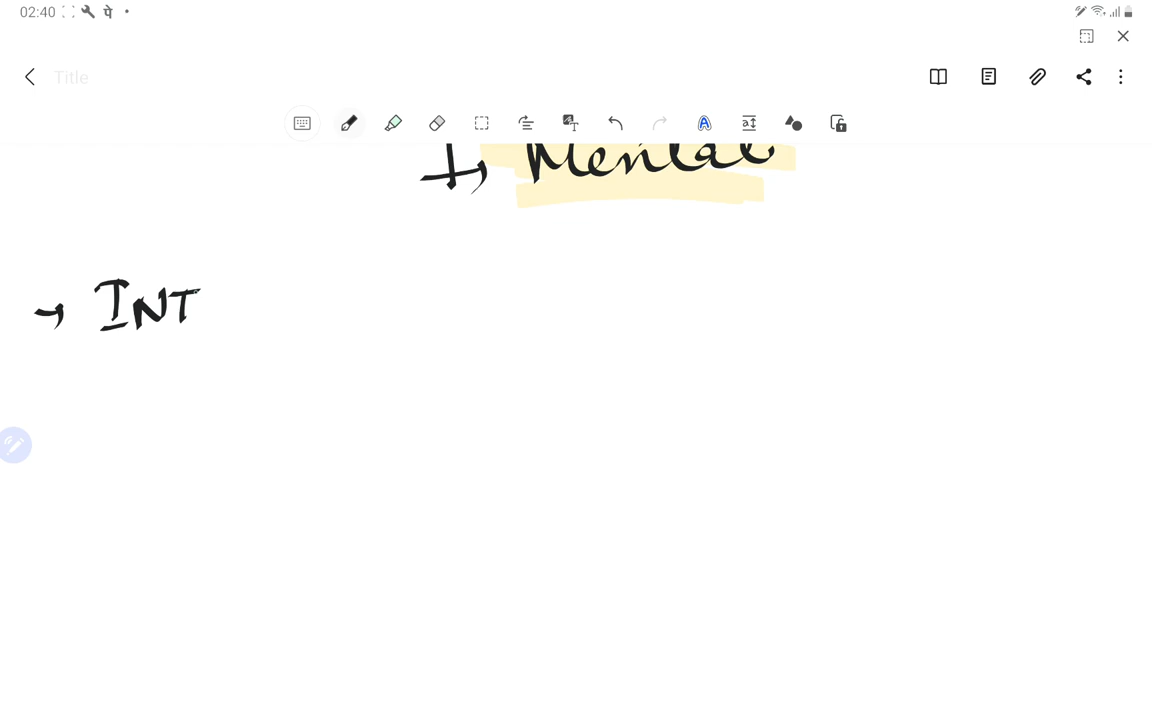 02:40 पे
Title
↳ Mental
→ INT